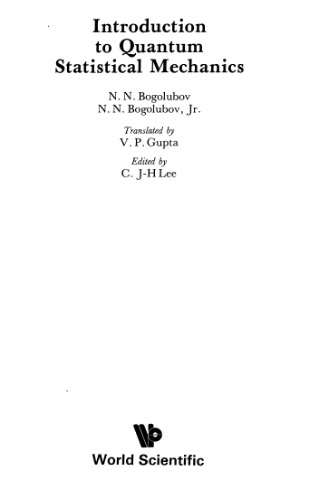 Introduction
to Quantum
Statistical Mechanics
N. N. Bogolubov
N. N. Bogolubov, Jr.
Translated by
V. P. Gupta
Edited by
C. J-H Lee
World Scientific